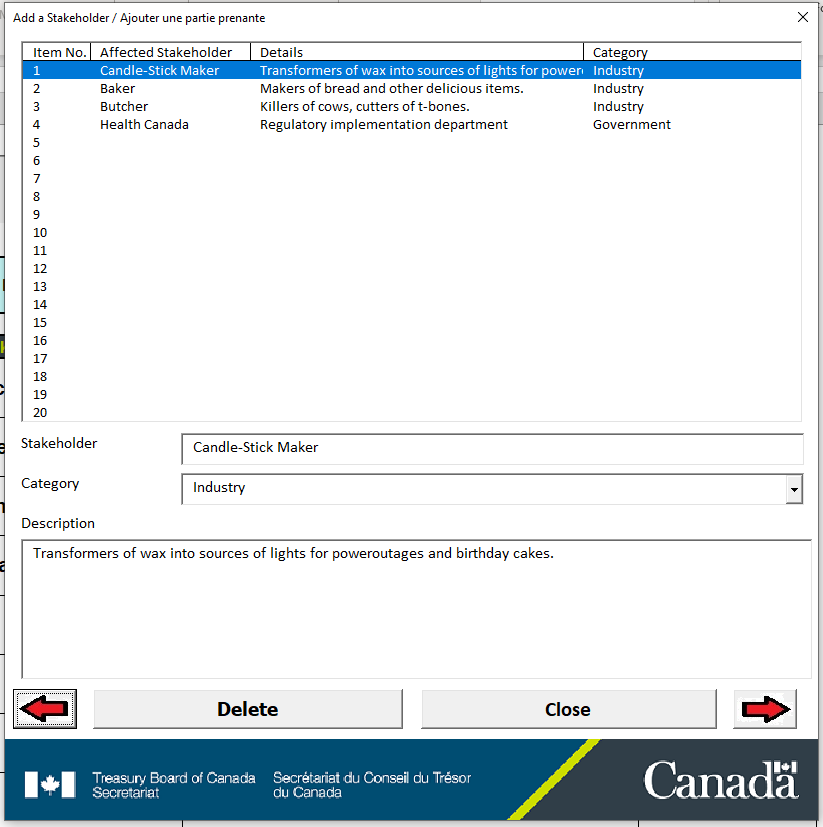 Add a Stakeholder / Ajouter une partie prenante
Item No. Affected Stakeholder Details Category
1 Candle-Stick Maker Transformers of wax into sources of lights for power Industry
2 Baker Makers of bread and other delicious items. Industry
3 Butcher Killers of cows, cutters of t-bones. Industry
4 Health Canada Regulatory implementation department Government
5
6
7
8
9
10
11
12
13
14
15
16
17
18
19
20
Stakeholder Candle-Stick Maker
Category Industry
Description
Transformers of wax into sources of lights for poweroutages and birthday cakes.
Delete Close
Treasury Board of Canada Secrétariat du Conseil du Trésor
Secretariat du Canada
Canada